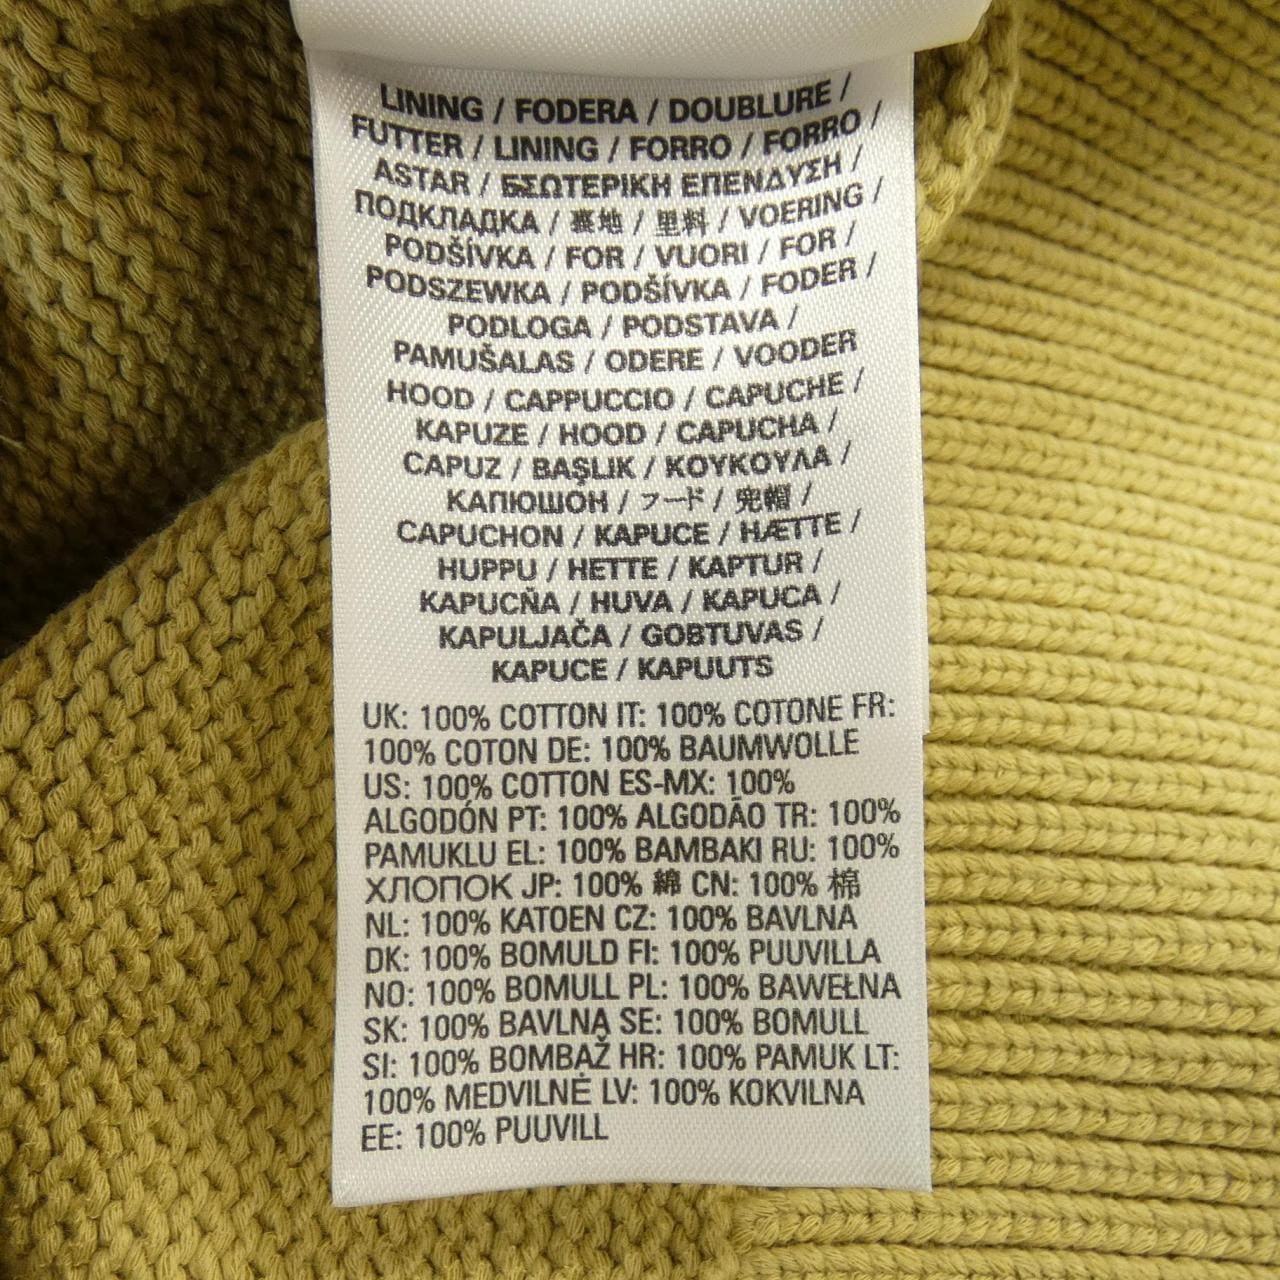 LINING / FODERA / DOUBLURE /
FUTTER / LINING / FORRO / FORRO /
ASTAR / ΕΣΩΤΕΡΙΚΗ ΕΠΕΝΔΥΣΗ /
ПОДКЛАДКА / 裏地 / 里料 / VOERING /
PODŠÍVKA / FOR / VUORI / FOR /
PODSZEWKA / PODŠÍVKA / FODER /
PODLOGA / PODSTAVA /
PAMUŠALAS / ODERE / VOODER
HOOD / CAPPUCCIO / CAPUCHE /
KAPUZE / HOOD / CAPUCHA /
CAPUZ / BAŞLIK / ΚΟΥΚΟΥΛΑ /
КАПЮШОН / フード / 兜帽 /
CAPUCHON / KAPUCE / HÆTTE /
HUPPU / HETTE / KAPTUR /
KAPUCŇA / HUVA / KAPUCA /
KAPULJAČA / GOBTUVAS /
KAPUCE / KAPUUTS
UK: 100% COTTON IT: 100% COTONE FR:
100% COTON DE: 100% BAUMWOLLE
US: 100% COTTON ES-MX: 100%
ALGODÓN PT: 100% ALGODÃO TR: 100%
PAMUKLU EL: 100% ΒΑΜΒΑΚΙ RU: 100%
ХЛОПОК JP: 100% 綿 CN: 100% 棉
NL: 100% KATOEN CZ: 100% BAVLNA
DK: 100% BOMULD FI: 100% PUUVILLA
NO: 100% BOMULL PL: 100% BAWEŁNA
SK: 100% BAVLNA SE: 100% BOMULL
SI: 100% BOMBAŽ HR: 100% PAMUK LT:
100% MEDVILNĖ LV: 100% KOKVILNA
EE: 100% PUUVILL